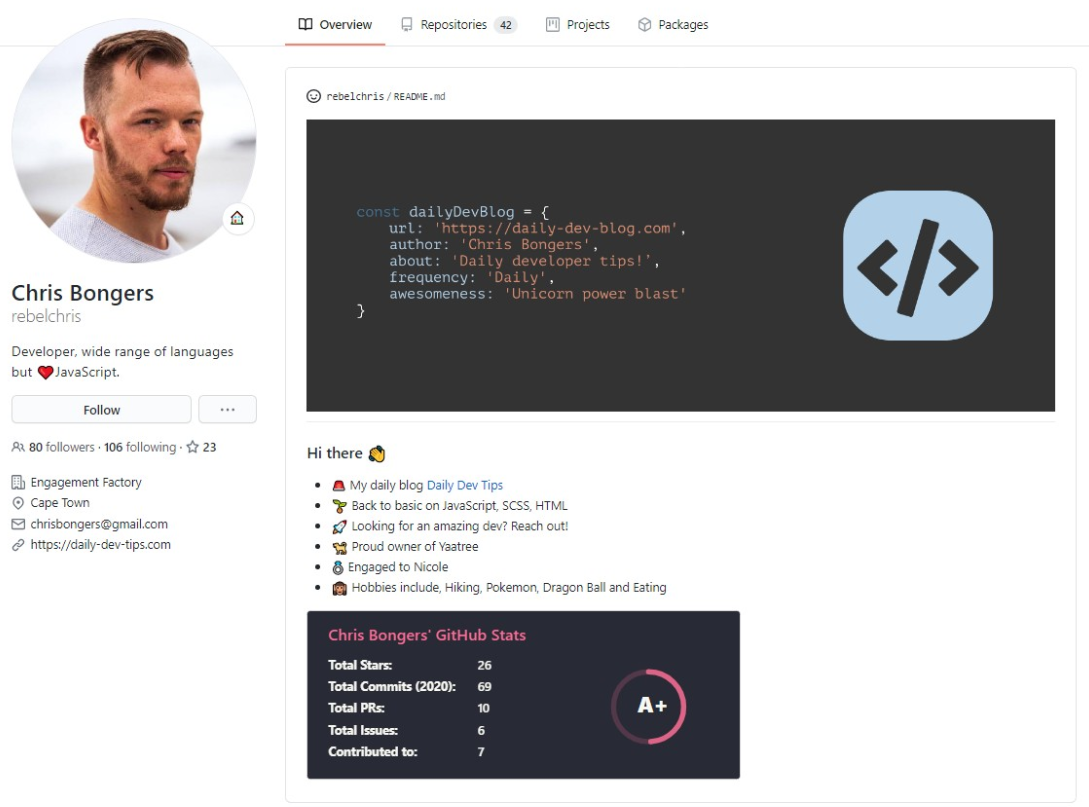 Overview Repositories 42 Projects Packages
Chris Bongers
rebelchris
Developer, wide range of languages
but ❤️JavaScript.
Follow ...
80 followers · 106 following · 23
Engagement Factory
Cape Town
chrisbongers@gmail.com
https://daily-dev-tips.com
rebelchris/README.md
const dailyDevBlog = {
url: 'https://daily-dev-blog.com',
author: 'Chris Bongers',
about: 'Daily developer tips!’,
frequency: 'Daily',
awesomeness: 'Unicorn power blast'
}
</>
Hi there 👋
• 🚨 My daily blog Daily Dev Tips
• 🌱 Back to basic on JavaScript, SCSS, HTML
• 🚀 Looking for an amazing dev? Reach out!
• 🐕 Proud owner of Yaatree
• 💍 Engaged to Nicole
• Hobbies include, Hiking, Pokemon, Dragon Ball and Eating
Chris Bongers' GitHub Stats
Total Stars: 26
Total Commits (2020): 69
Total PRs: 10
Total Issues: 6
Contributed to: 7
A+